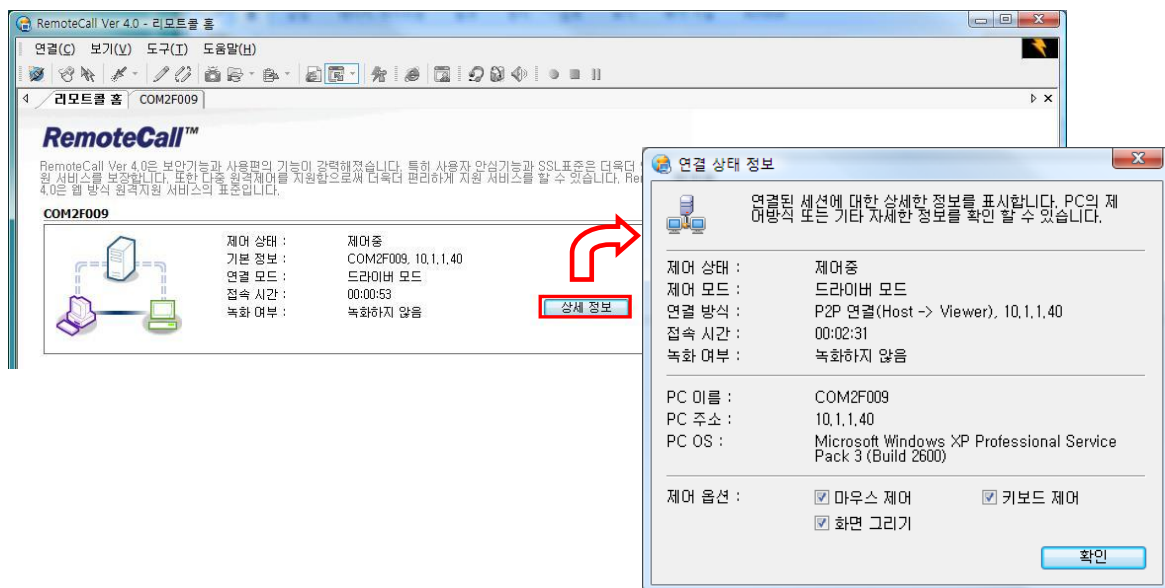 RemoteCall Ver 4.0 - 리모트콜 홈
연결(C) 보기(V) 도구(T) 도움말(H)
리모트콜 홈 COM2F009
RemoteCall™
RemoteCall Ver 4.0은 보안기능과 사용편의 기능이 강력해졌습니다. 특히 사용자 안심기능과 SSL표준은 더욱더
원 서비스를 보장합니다. 또한 다중 원격제어를 지원함으로써 더욱더 편리하게 지원 서비스를 할 수 있습니다. Re
4.0은 웹 방식 원격지원 서비스의 표준입니다.
COM2F009
제어 상태 : 제어중
기본 정보 : COM2F009, 10.1.1.40
연결 모드 : 드라이버 모드
접속 시간 : 00:00:53
녹화 여부 : 녹화하지 않음
상세 정보
연결 상태 정보
연결된 세션에 대한 상세한 정보를 표시합니다. PC의 제
어방식 또는 기타 자세한 정보를 확인 할 수 있습니다.
제어 상태 : 제어중
제어 모드 : 드라이버 모드
연결 방식 : P2P 연결(Host -> Viewer), 10.1.1.40
접속 시간 : 00:02:31
녹화 여부 : 녹화하지 않음
PC 이름 : COM2F009
PC 주소 : 10.1.1.40
PC OS : Microsoft Windows XP Professional Service
Pack 3 (Build 2600)
제어 옵션 : 마우스 제어 키보드 제어
화면 그리기
확인